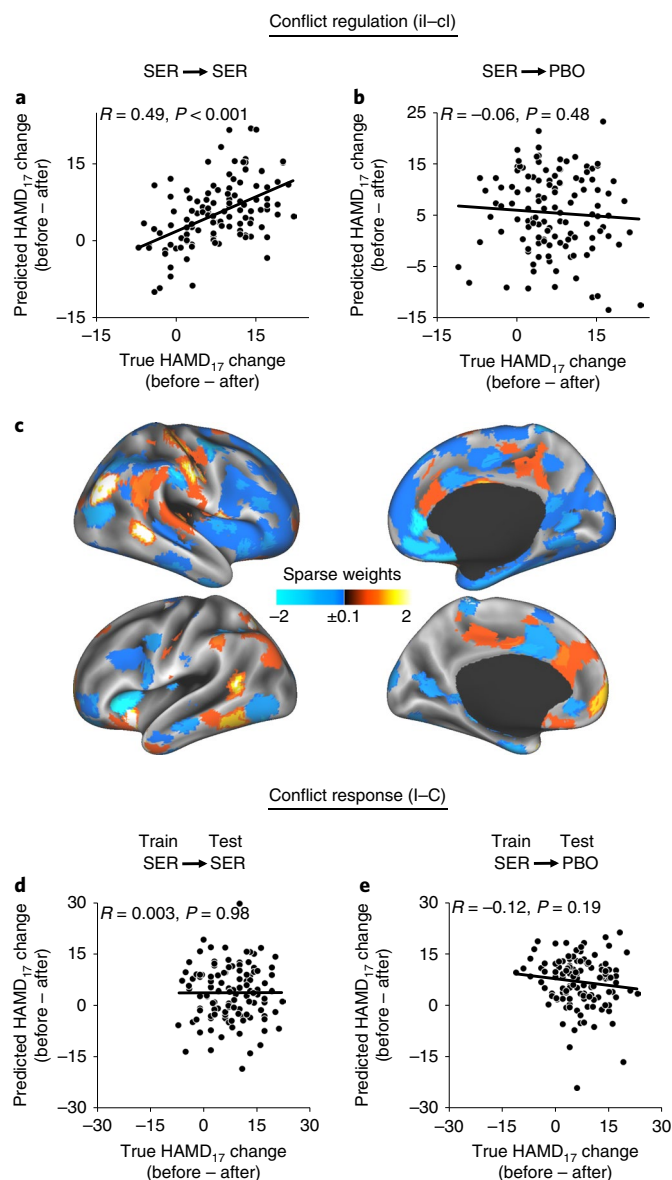 Conflict regulation (iI–cI)
SER → SER
SER → PBO
a
b
R = 0.49, P < 0.001
R = –0.06, P = 0.48
Predicted HAMD17 change
(before – after)
15
0
–15
–15
0
15
True HAMD17 change
(before – after)
Predicted HAMD17 change
(before – after)
25
15
5
–5
–15
–15
0
15
True HAMD17 change
(before – after)
c
Sparse weights
–2
±0.1
2
Conflict response (I–C)
Train Test
SER → SER
Train Test
SER → PBO
d
e
R = 0.003, P = 0.98
R = –0.12, P = 0.19
Predicted HAMD17 change
(before – after)
30
15
0
–15
–30
–30
–15
0
15
30
True HAMD17 change
(before – after)
Predicted HAMD17 change
(before – after)
30
15
0
–15
–30
–30
–15
0
15
30
True HAMD17 change
(before – after)